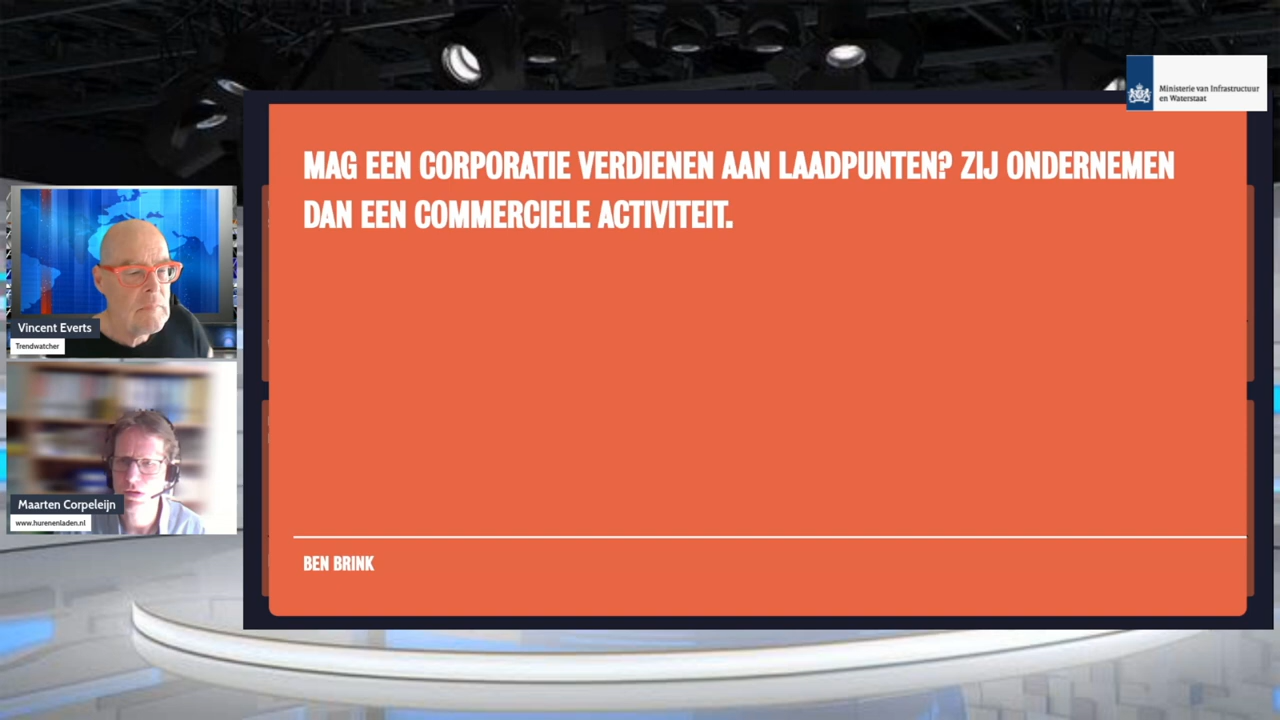 Ministerie van Infrastructuur
en Waterstaat
MAG EEN CORPORATIE VERDIENEN AAN LAADPUNTEN? ZIJ ONDERNEMEN
DAN EEN COMMERCIELE ACTIVITEIT.
Vincent Everts
Trendwatcher
Maarten Corpeleijn
www.hurenenladen.nl
BEN BRINK